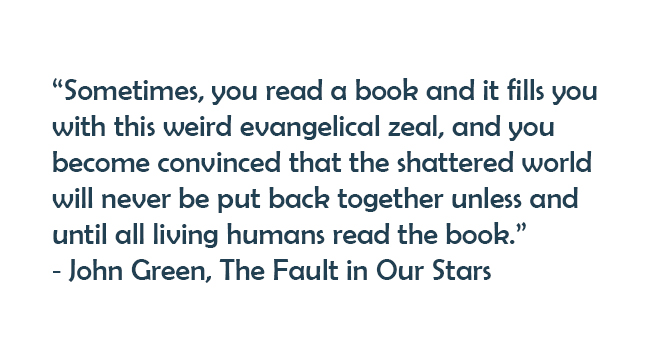 “Sometimes, you read a book and it fills you
with this weird evangelical zeal, and you
become convinced that the shattered world
will never be put back together unless and
until all living humans read the book.”
- John Green, The Fault in Our Stars